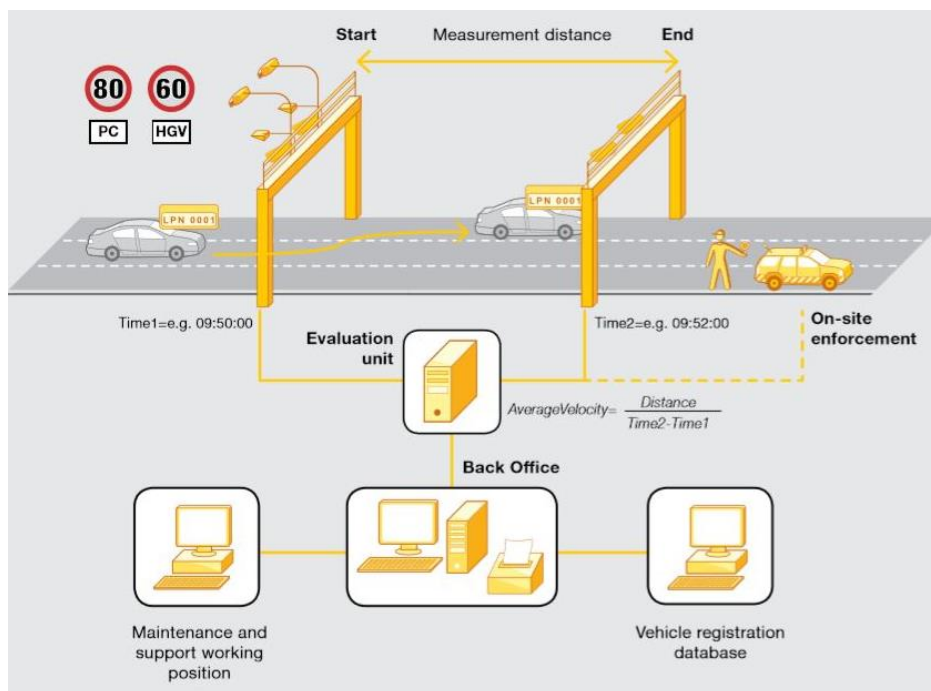 Start
Measurement distance
End
80
60
PC
HGV
LPN 0001
LPN 0001
Time1=e.g. 09:50:00
Time2=e.g. 09:52:00
On-site
enforcement
Evaluation
unit
AverageVelocity= Distance
Time2-Time1
Back Office
Maintenance and
support working
position
Vehicle registration
database